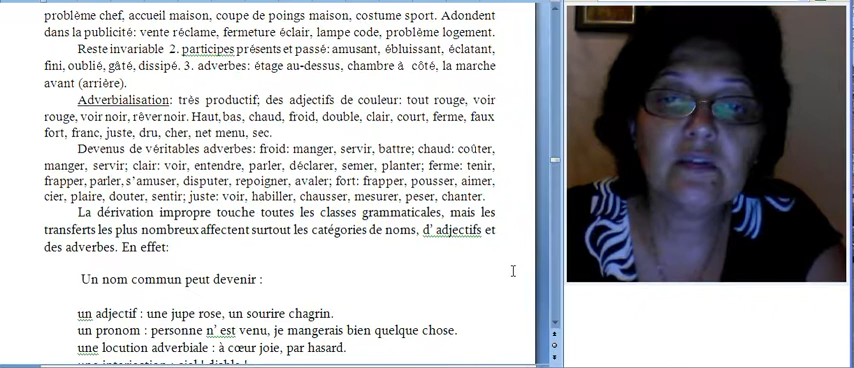 problème chef, accueil maison, coupe de poings maison, costume sport. Adondent
dans la publicité: vente réclame, fermeture éclair, lampe code, problème logement.
Reste invariable 2. participes présents et passé: amusant, ébluissant, éclatant,
fini, oublié, gâté, dissipé. 3. adverbes: étage au-dessus, chambre à côté, la marche
avant (arrière).
Adverbialisation: très productif; des adjectifs de couleur: tout rouge, voir
rouge, voir noir, rêver noir. Haut, bas, chaud, froid, double, clair, court, ferme, faux
fort, franc, juste, dru, cher, net menu, sec.
Devenus de véritables adverbes: froid: manger, servir, battre; chaud: coûter,
manger, servir; clair: voir, entendre, parler, déclarer, semer, planter; ferme: tenir,
frapper, parler, s'amuser, disputer, repoigner, avaler; fort: frapper, pousser, aimer,
cier, plaire, douter, sentir; juste: voir, habiller, chausser, mesurer, peser, chanter.
La dérivation impropre touche toutes les classes grammaticales, mais les
transferts les plus nombreux affectent surtout les catégories de noms, d' adjectifs et
des adverbes. En effet:
Un nom commun peut devenir :
un adjectif : une jupe rose, un sourire chagrin.
un pronom : personne n' est venu, je mangerais bien quelque chose.
une locution adverbiale : à cœur joie, par hasard.